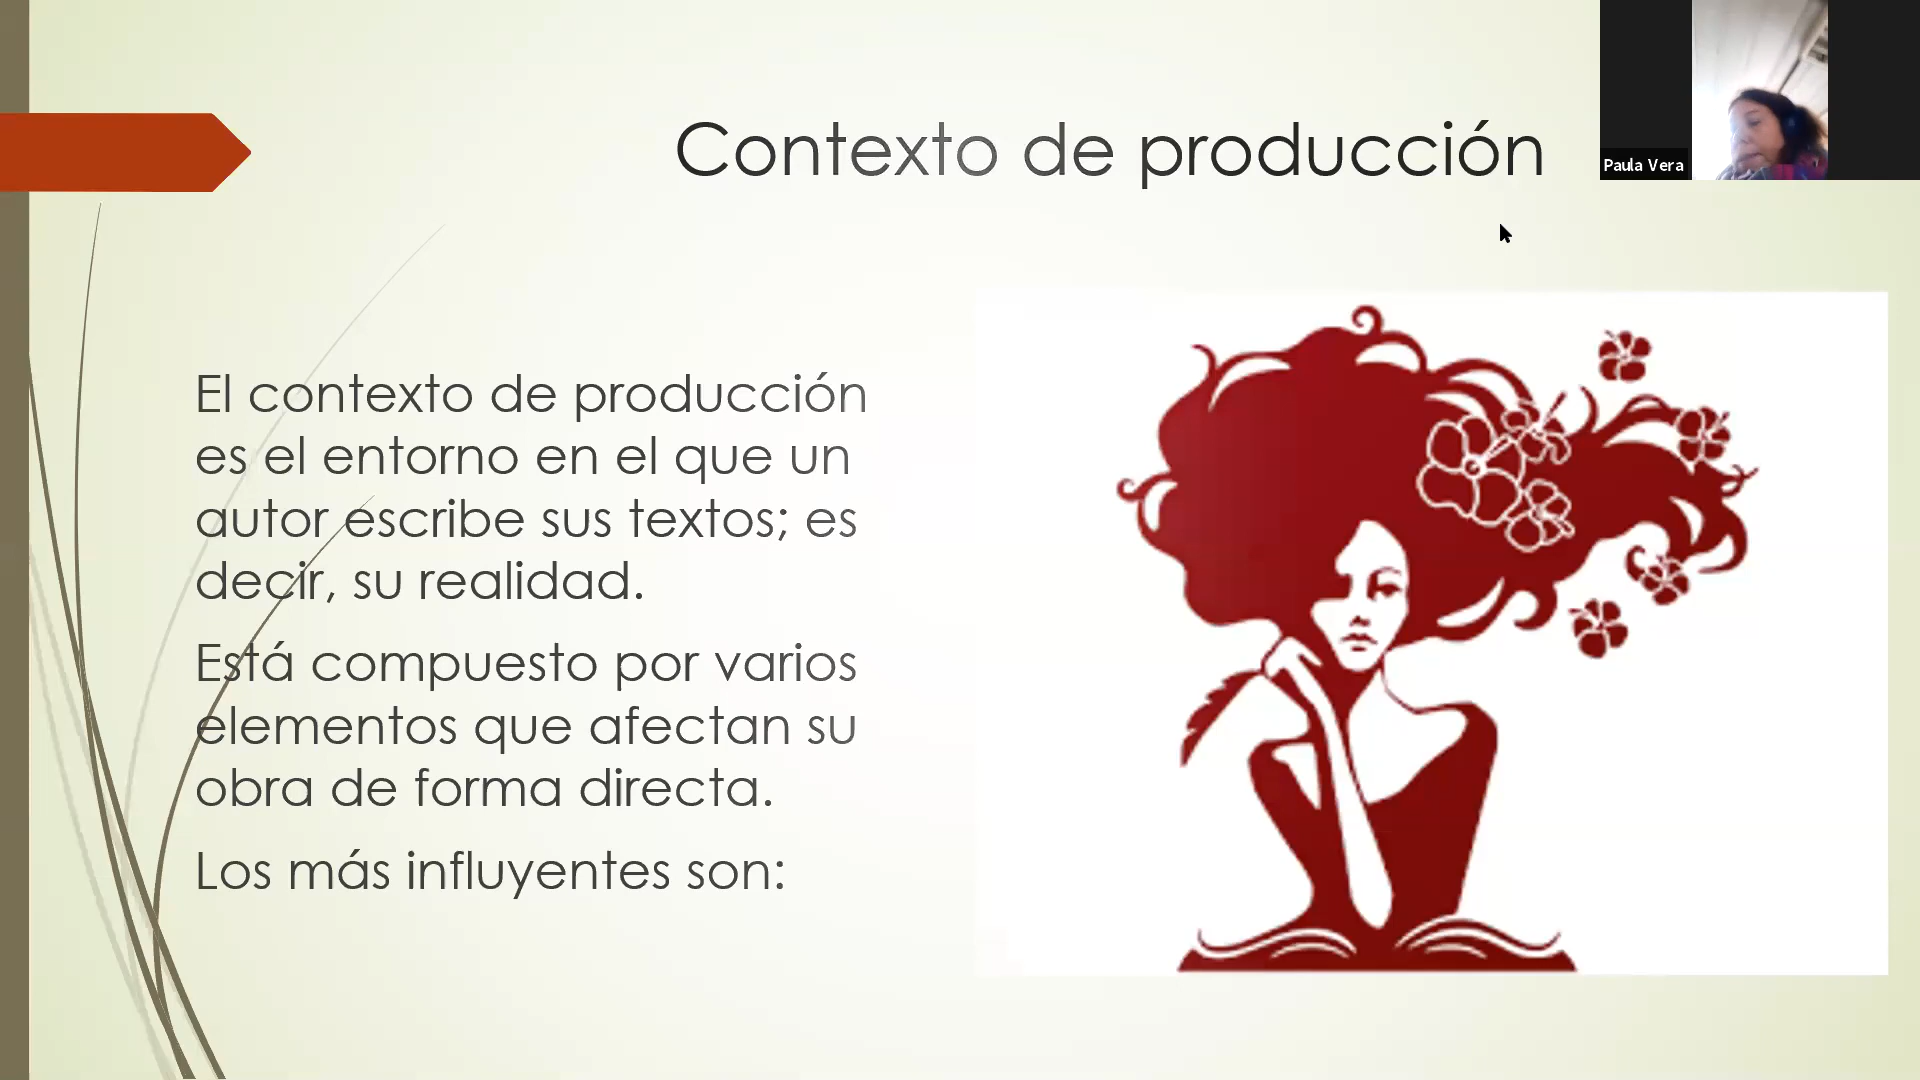 Contexto de producción
Paula Vera
El contexto de producción
es el entorno en el que un
autor escribe sus textos; es
decir, su realidad.
Está compuesto por varios
elementos que afectan su
obra de forma directa.
Los más influyentes son: